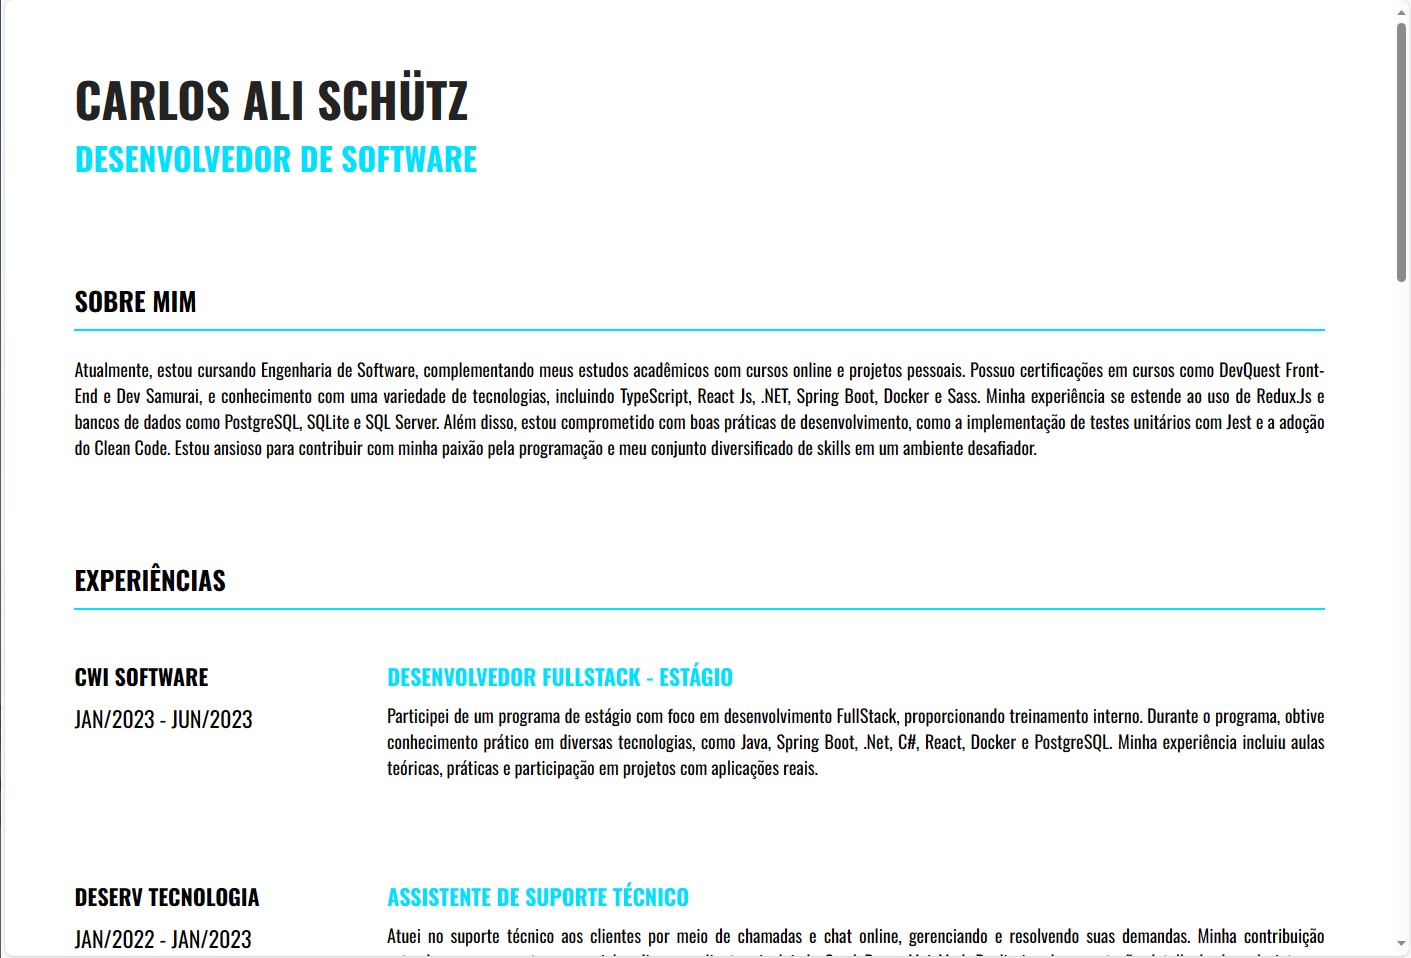 CARLOS ALI SCHÜTZ
DESENVOLVEDOR DE SOFTWARE
SOBRE MIM
Atualmente, estou cursando Engenharia de Software, complementando meus estudos acadêmicos com cursos online e projetos pessoais. Possuo certificações em cursos como DevQuest Front-
End e Dev Samurai, e conhecimento com uma variedade de tecnologias, incluindo TypeScript, React Js, .NET, Spring Boot, Docker e Sass. Minha experiência se estende ao uso de Redux.Js e
bancos de dados como PostgreSQL, SQLite e SQL Server. Além disso, estou comprometido com boas práticas de desenvolvimento, como a implementação de testes unitários com Jest e a adoção
do Clean Code. Estou ansioso para contribuir com minha paixão pela programação e meu conjunto diversificado de skills em um ambiente desafiador.
EXPERIÊNCIAS
CWI SOFTWARE
JAN/2023 - JUN/2023
DESENVOLVEDOR FULLSTACK - ESTÁGIO
Participei de um programa de estágio com foco em desenvolvimento FullStack, proporcionando treinamento interno. Durante o programa, obtive
conhecimento prático em diversas tecnologias, como Java, Spring Boot, .Net, C#, React, Docker e PostgreSQL. Minha experiência incluiu aulas
teóricas, práticas e participação em projetos com aplicações reais.
DESERV TECNOLOGIA
JAN/2022 - JAN/2023
ASSISTENTE DE SUPORTE TÉCNICO
Atuei no suporte técnico aos clientes por meio de chamadas e chat online, gerenciando e resolvendo suas demandas. Minha contribuição